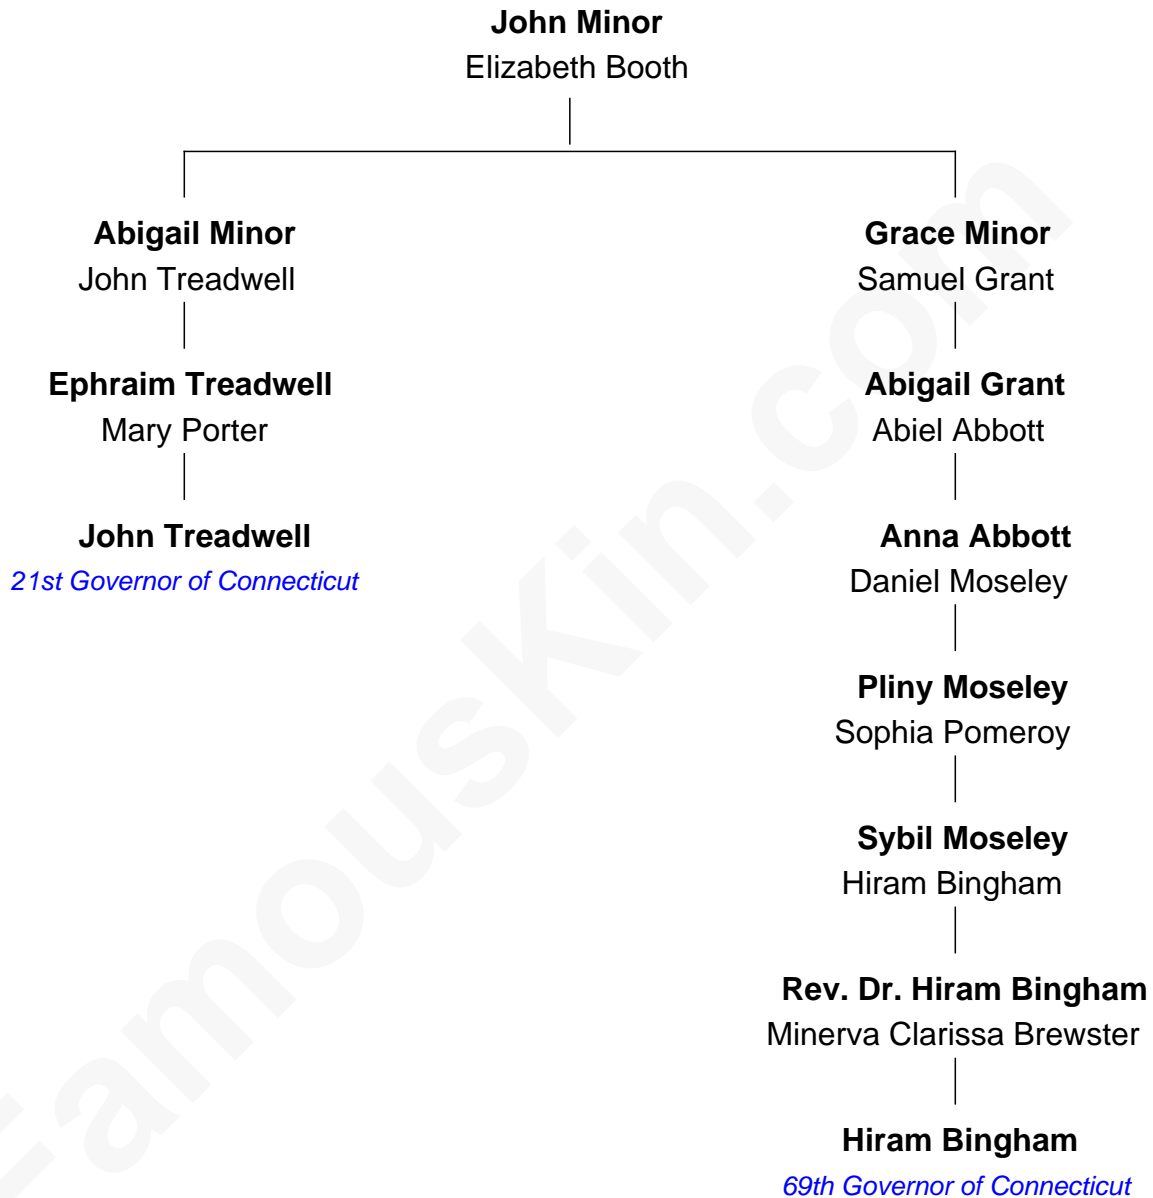 John Minor
Elizabeth Booth
Abigail Minor
John Treadwell
Grace Minor
Samuel Grant
Ephraim Treadwell
Mary Porter
Abigail Grant
Abiel Abbott
John Treadwell
21st Governor of Connecticut
Anna Abbott
Daniel Moseley
Pliny Moseley
Sophia Pomeroy
Sybil Moseley
Hiram Bingham
Rev. Dr. Hiram Bingham
Minerva Clarissa Brewster
Hiram Bingham
69th Governor of Connecticut
FamousKin.com